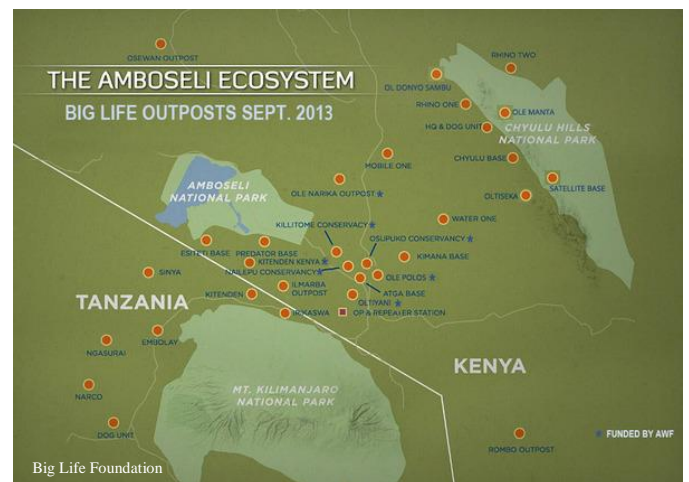 OSEWAN OUTPOST
THE AMBOSELI ECOSYSTEM
BIG LIFE OUTPOSTS SEPT. 2013
RHINO TWO
OL DONYO SAMBU
RHINO ONE
OLE MANTA
HQ & DOG UNIT
CHYULU HILLS
NATIONAL PARK
MOBILE ONE
CHYULU BASE
AMBOSELI
NATIONAL PARK
OLE NARIKA OUTPOST
SATELLITE BASE
OLTISEKA
WATER ONE
KILLITOME CONSERVACY
OSUPUKO CONSERVANCY
ESITETI BASE
PREDATOR BASE
KIMANA BASE
KITENDEN KENYA
NAILEPU CONSERVANCY
SINYA
OLE POLOS
ILMARBA
OUTPOST
KITENDEN
ATGA BASE
OLTIYANI
TANZANIA
IRIKASWA
OP & REPEATER STATION
EMBOLAY
NGASURAI
KENYA
MT. KILIMANJARO
NATIONAL PARK
NARCO
DOG UNIT
ROMBO OUTPOST
FUNDED BY AWF
Big Life Foundation